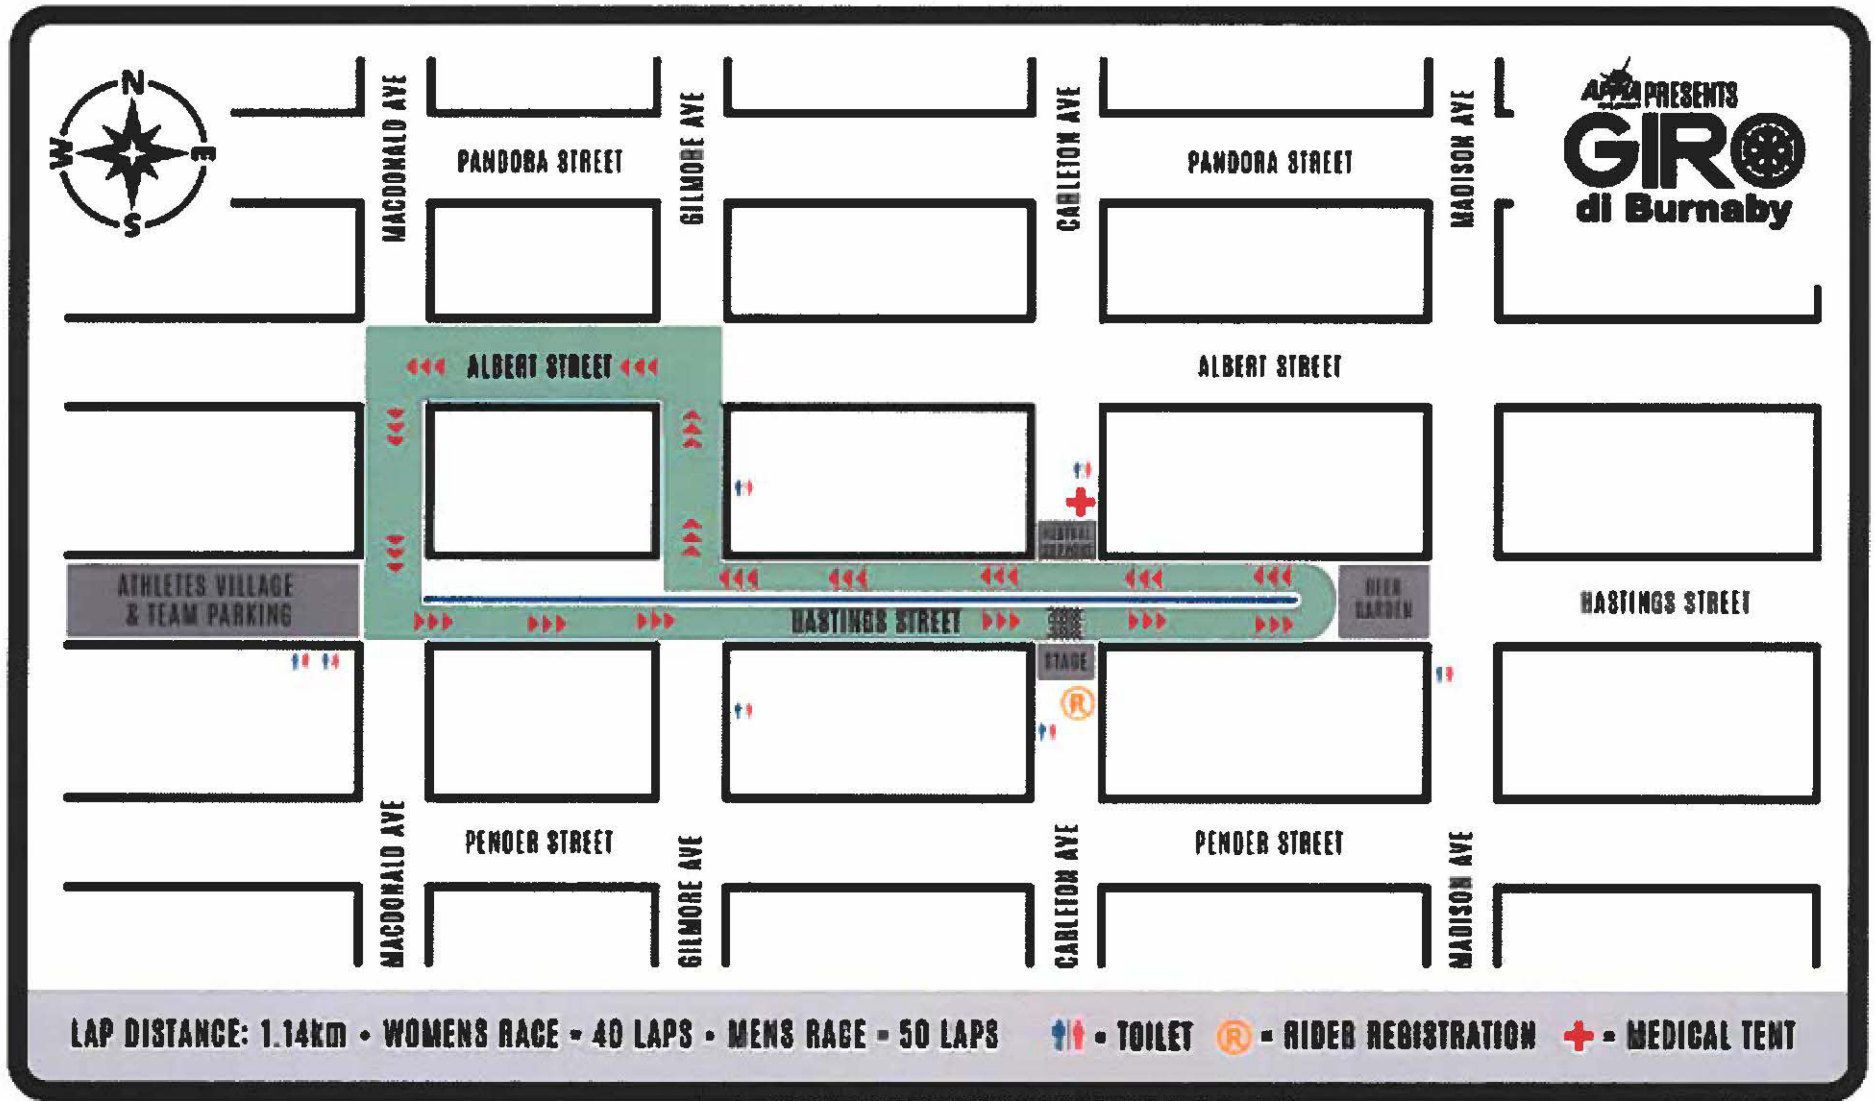 N
W
E
S
MACDONALD AVE
GILMORE AVE
CARLETON AVE
MADISON AVE
APPIA PRESENTS
GIRO
di Burnaby
PANDORA STREET
PANDORA STREET
ALBERT STREET
ALBERT STREET
NEUTRAL
SUPPORT
ATHLETES VILLAGE
& TEAM PARKING
HASTINGS STREET
BEER
GARDEN
HASTINGS STREET
STAGE
R
PENDER STREET
PENDER STREET
MACDONALD AVE
GILMORE AVE
CARLETON AVE
MADISON AVE
LAP DISTANCE: 1.14km • WOMENS RACE = 40 LAPS • MENS RACE = 50 LAPS
= TOILET R = RIDER REGISTRATION = MEDICAL TENT